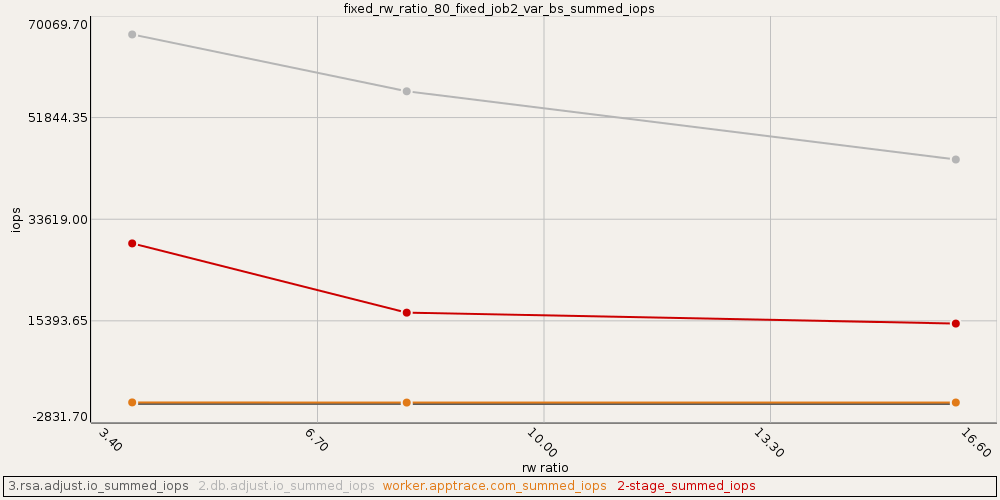 fixed_rw_ratio_80_fixed_job2_var_bs_summed_iops
70069.70
51844.35
33619.00
15393.65
-2831.70
iops
3.40 6.70 10.00 13.30 16.60
rw ratio
3.rsa.adjust.io_summed_iops 2.db.adjust.io_summed_iops worker.apptrace.com_summed_iops 2-stage_summed_iops